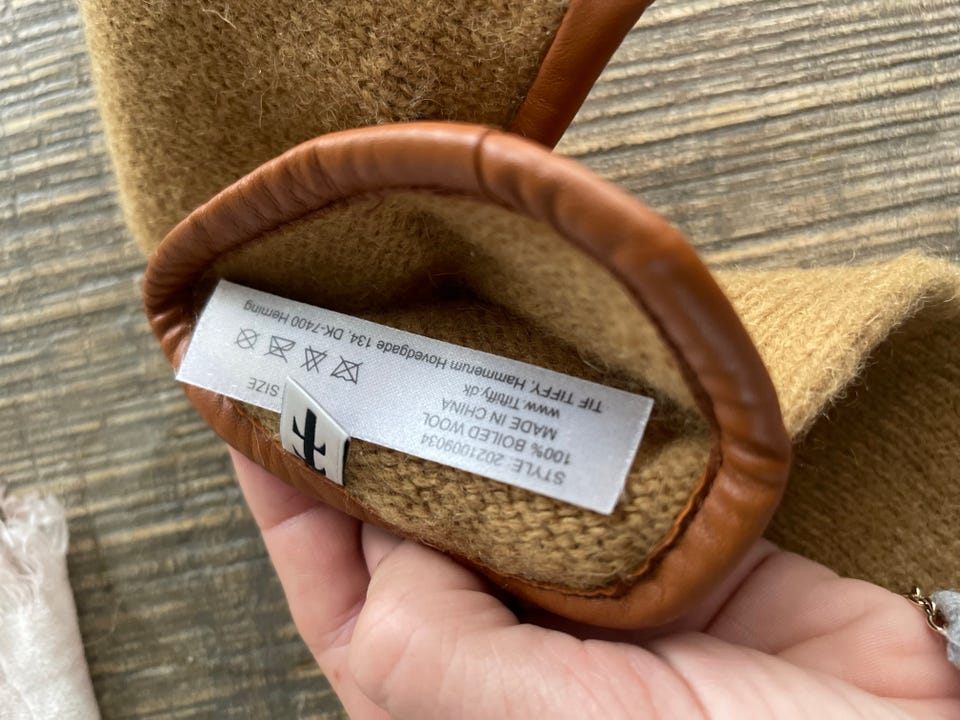 STYLE: 2021009034
100% BOILED WOOL
MADE IN CHINA
www. Tiftiffy.dk
TIF TIFFY, Hammerum Hovedgade 134, DK-7400 Herning
SIZE